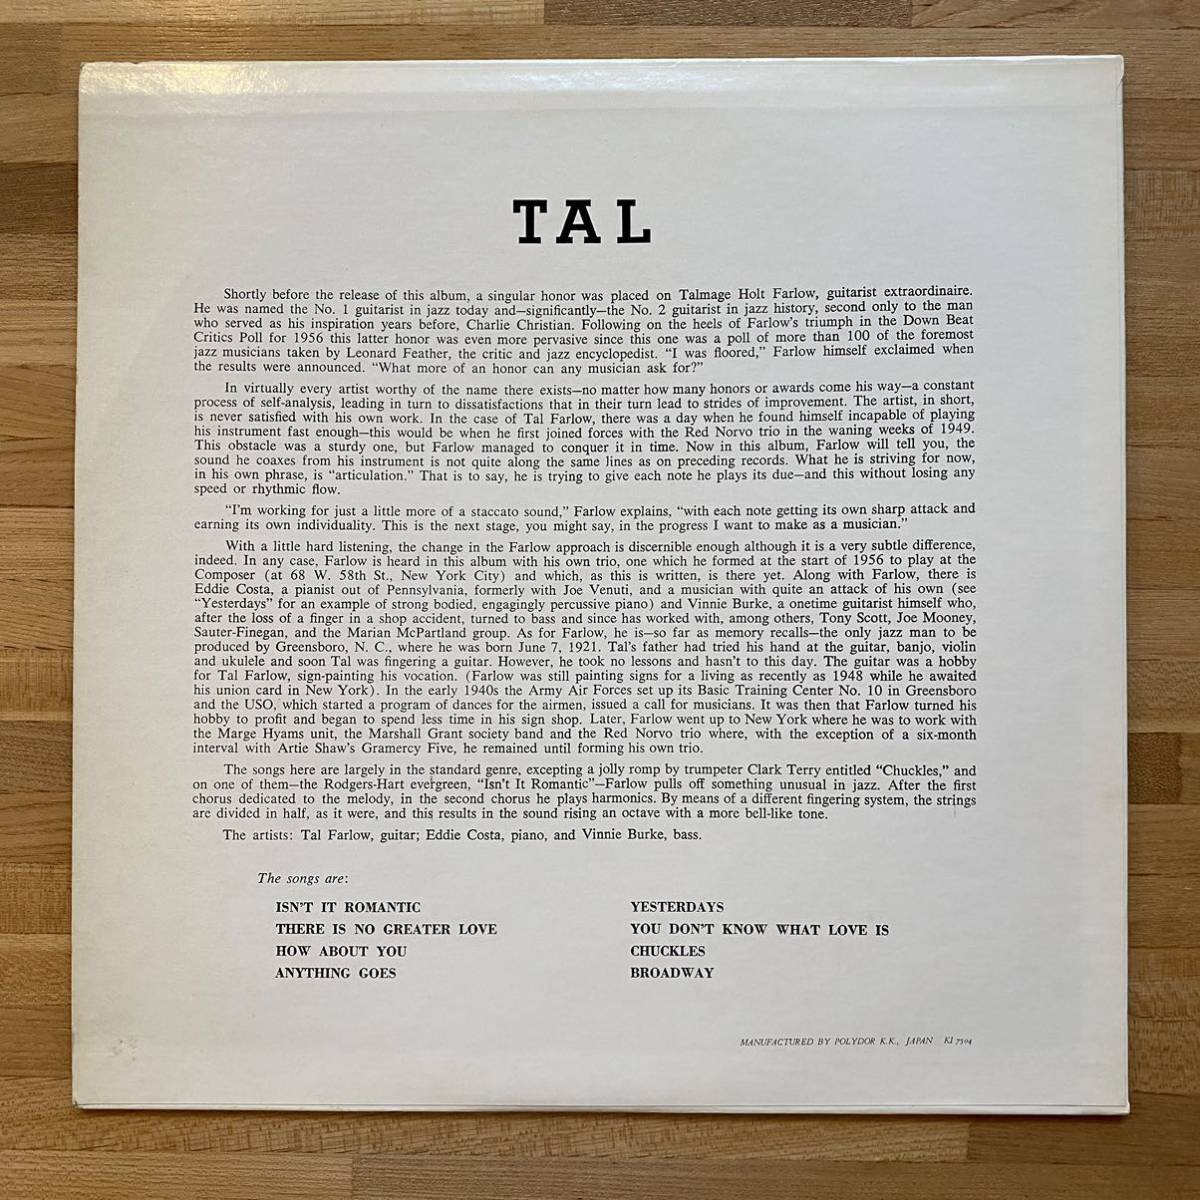 TAL
Shortly before the release of this album, a singular honor was placed on Talmage Holt Farlow, guitarist extraordinaire.
He was named the No. 1 guitarist in jazz today and—significantly—the No. 2 guitarist in jazz history, second only to the man
who served as his inspiration years before, Charlie Christian. Following on the heels of Farlow's triumph in the Down Beat
Critics Poll for 1956 this latter honor was even more pervasive since this one was a poll of more than 100 of the foremost
jazz musicians taken by Leonard Feather, the critic and jazz encyclopedist. "I was floored," Farlow himself exclaimed when
the results were announced. "What more of an honor can any musician ask for?"
In virtually every artist worthy of the name there exists—no matter how many honors or awards come his way—a constant
process of self-analysis, leading in turn to dissatisfactions that in their turn lead to strides of improvement. The artist, in short,
is never satisfied with his own work. In the case of Tal Farlow, there was a day when he found himself incapable of playing
his instrument fast enough—this would be when he first joined forces with the Red Norvo trio in the waning weeks of 1949.
This obstacle was a sturdy one, but Farlow managed to conquer it in time. Now in this album, Farlow will tell you, the
sound he coaxes from his instrument is not quite along the same lines as on preceding records. What he is striving for now,
in his own phrase, is "articulation." That is to say, he is trying to give each note he plays its due—and this without losing any
speed or rhythmic flow.
"I'm working for just a little more of a staccato sound," Farlow explains, "with each note getting its own sharp attack and
earning its own individuality. This is the next stage, you might say, in the progress I want to make as a musician."
With a little hard listening, the change in the Farlow approach is discernible enough although it is a very subtle difference,
indeed. In any case, Farlow is heard in this album with his own trio, one which he formed at the start of 1956 to play at the
Composer (at 68 W. 58th St., New York City) and which, as this is written, is there yet. Along with Farlow, there is
Eddie Costa, a pianist out of Pennsylvania, formerly with Joe Venuti, and a musician with quite an attack of his own (see
"Yesterdays" for an example of strong bodied, engagingly percussive piano) and Vinnie Burke, a onetime guitarist himself who,
after the loss of a finger in a shop accident, turned to bass and since has worked with, among others, Tony Scott, Joe Mooney,
Sauter-Finegan, and the Marian McPartland group. As for Farlow, he is—so far as memory recalls—the only jazz man to be
produced by Greensboro, N. C., where he was born June 7, 1921. Tal's father had tried his hand at the guitar, banjo, violin
and ukulele and soon Tal was fingering a guitar. However, he took no lessons and hasn't to this day. The guitar was a hobby
for Tal Farlow, sign-painting his vocation. (Farlow was still painting signs for a living as recently as 1948 while he awaited
his union card in New York). In the early 1940s the Army Air Forces set up its Basic Training Center No. 10 in Greensboro
and the USO, which started a program of dances for the airmen, issued a call for musicians. It was then that Farlow turned his
hobby to profit and began to spend less time in his sign shop. Later, Farlow went up to New York where he was to work with
the Marge Hyams unit, the Marshall Grant society band and the Red Norvo trio where, with the exception of a six-month
interval with Artie Shaw's Gramercy Five, he remained until forming his own trio.
The songs here are largely in the standard genre, excepting a jolly romp by trumpeter Clark Terry entitled "Chuckles," and
on one of them—the Rodgers-Hart evergreen, "Isn't It Romantic"—Farlow pulls off something unusual in jazz. After the first
chorus dedicated to the melody, in the second chorus he plays harmonics. By means of a different fingering system, the strings
are divided in half, as it were, and this results in the sound rising an octave with a more bell-like tone.
The artists: Tal Farlow, guitar; Eddie Costa, piano, and Vinnie Burke, bass.
The songs are:
ISN'T IT ROMANTIC
THERE IS NO GREATER LOVE
HOW ABOUT YOU
ANYTHING GOES
YESTERDAYS
YOU DON'T KNOW WHAT LOVE IS
CHUCKLES
BROADWAY
MANUFACTURED BY POLYDOR K.K., JAPAN KI 7304